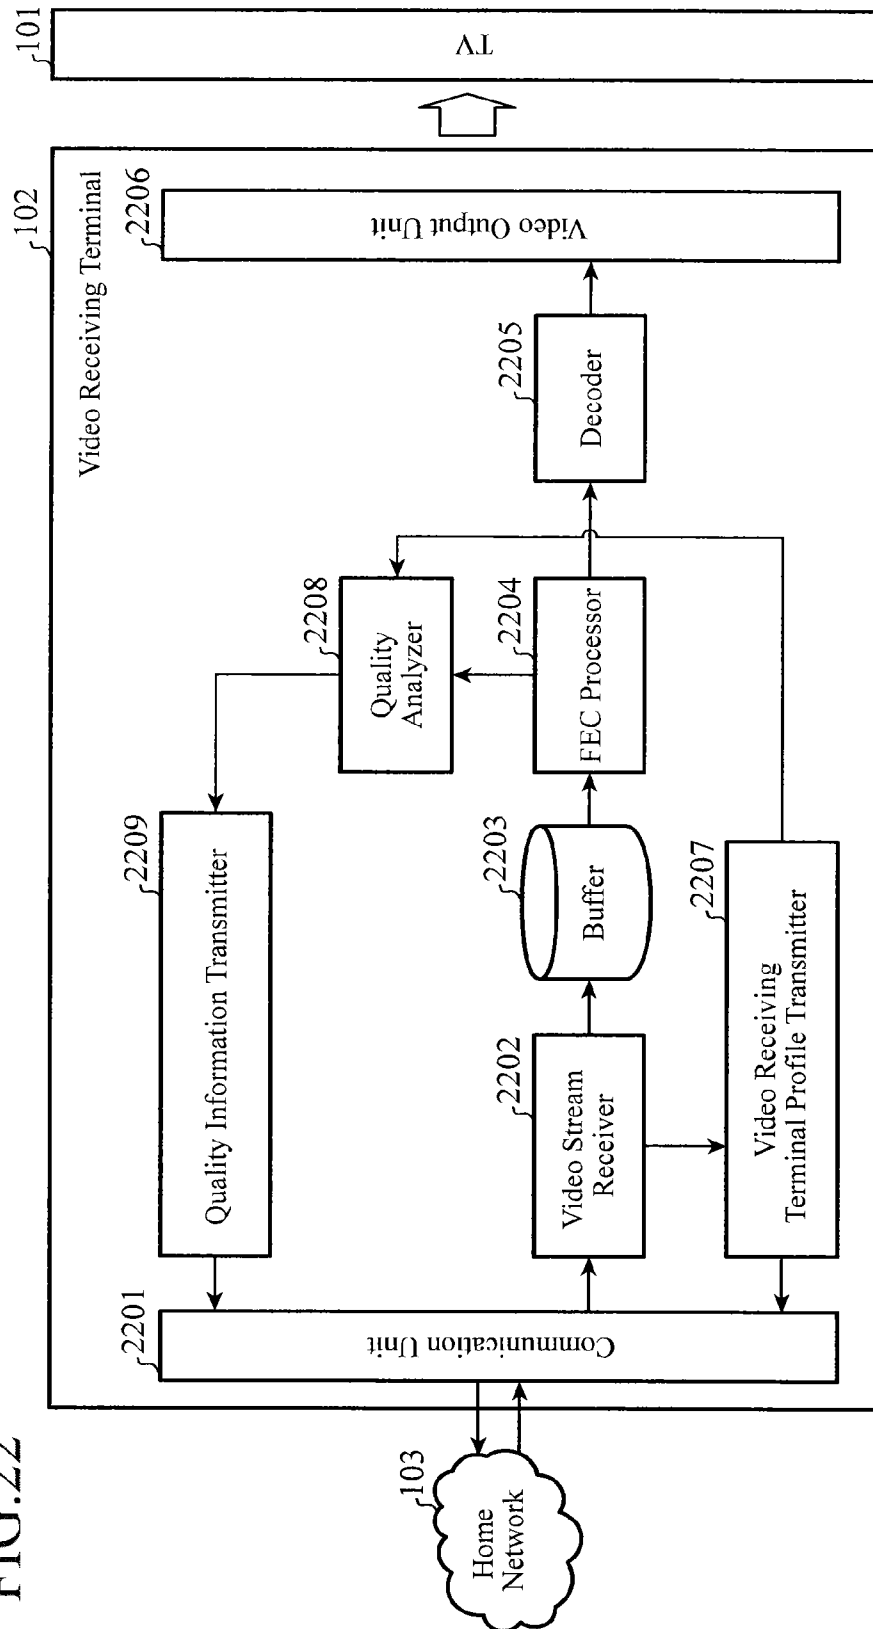 FIG.22
102
Video Receiving Terminal
101
TV
2201
Communication Unit
2209
Quality Information Transmitter
2208
Quality
Analyzer
2206
Video Output Unit
103
Home
Network
2202
Video Stream
Receiver
2203
Buffer
2204
FEC Processor
2205
Decoder
2207
Video Receiving
Terminal Profile Transmitter